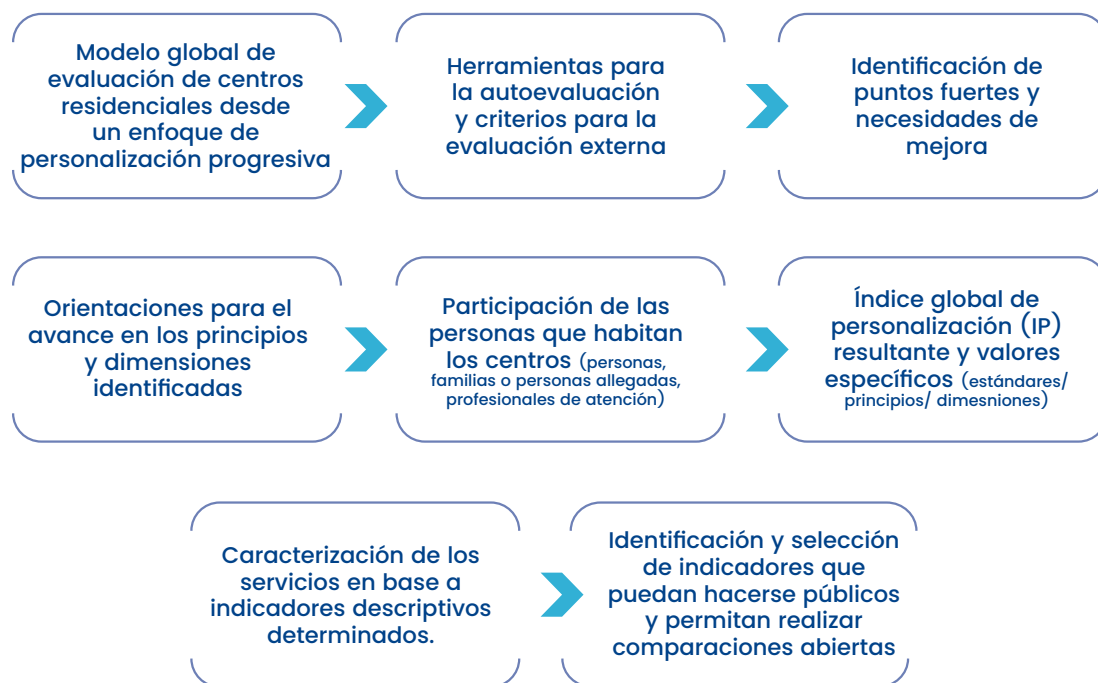 Modelo global de
evaluación de centros
residenciales desde
un enfoque de
personalización progresiva
Herramientas para
la autoevaluación
y criterios para la
evaluación externa
Identificación de
puntos fuertes y
necesidades de
mejora
Orientaciones para el
avance en los principios
y dimensiones
identificadas
Participación de las
personas que habitan
los centros (personas,
familias o personas allegadas,
profesionales de atención)
Índice global de
personalización (IP)
resultante y valores
específicos (estándares/
principios/ dimesniones)
Caracterización de los
servicios en base a
indicadores descriptivos
determinados.
Identificación y selección
de indicadores que
puedan hacerse públicos
y permitan realizar
comparaciones abiertas